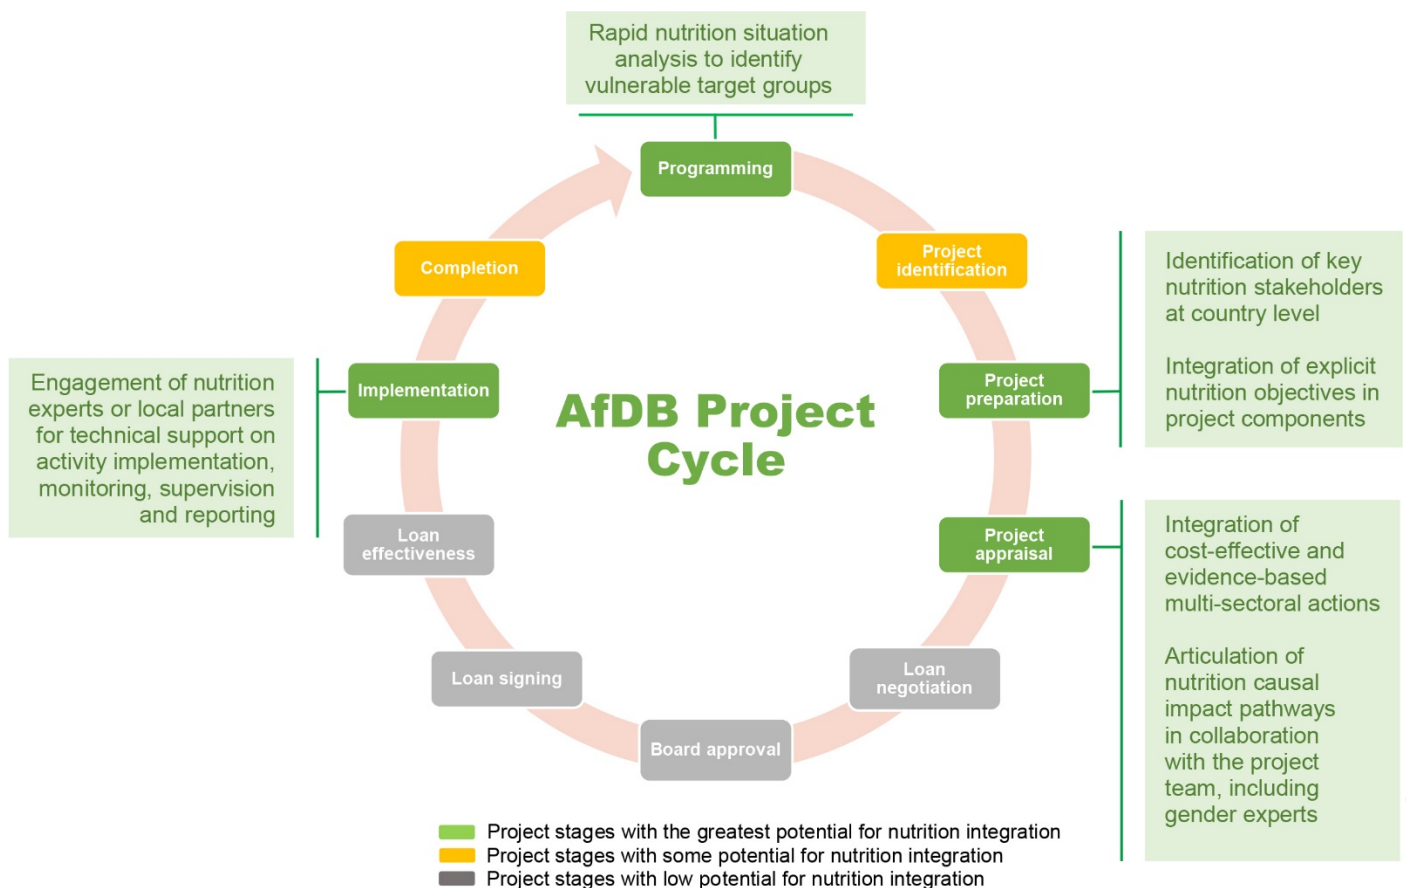 Rapid nutrition situation
analysis to identify
vulnerable target groups
Programming
Project
identification
Completion
Identification of key
nutrition stakeholders
at country level
Integration of explicit
nutrition objectives in
project components
Project
preparation
Implementation
Engagement of nutrition
experts or local partners
for technical support on
activity implementation,
monitoring, supervision
and reporting
AfDB Project
Cycle
Project
appraisal
Integration of
cost-effective and
evidence-based
multi-sectoral actions
Articulation of
nutrition causal
impact pathways
in collaboration
with the project
team, including
gender experts
Loan
effectiveness
Loan
negotiation
Loan signing
Board approval
Project stages with the greatest potential for nutrition integration
Project stages with some potential for nutrition integration
Project stages with low potential for nutrition integration